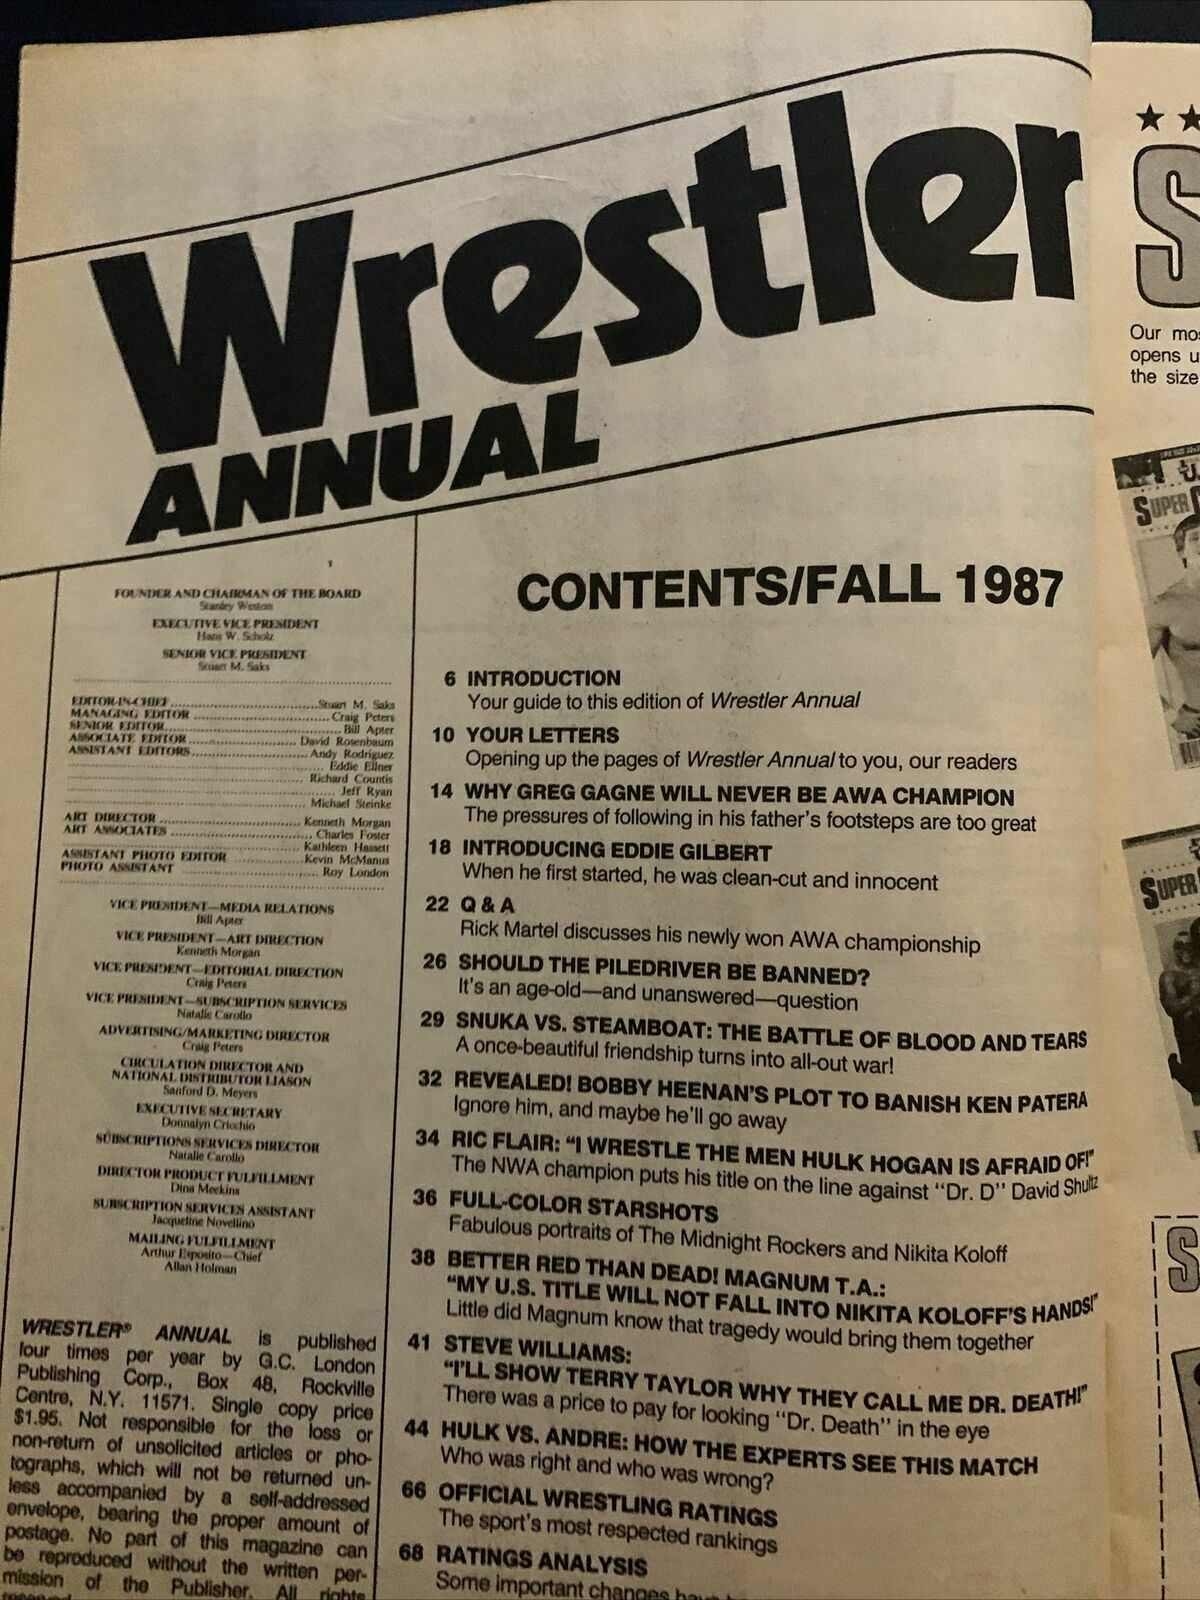 Wrestler
ANNUAL
FOUNDER AND CHAIRMAN OF THE BOARD
Stanley Weston
EXECUTIVE VICE PRESIDENT
Hans W. Scholz
SENIOR VICE PRESIDENT
Stuart M. Saks
EDITOR-IN-CHIEF Stuart M. Saks
MANAGING EDITOR Craig Peters
SENIOR EDITOR Bill Apter
ASSOCIATE EDITOR David Rosenbaum
ASSISTANT EDITORS Andy Rodriguez
Eddie Ellner
Richard Countis
Jeff Ryan
Michael Steinke
ART DIRECTOR Kenneth Morgan
ART ASSOCIATES Charles Foster
Kathleen Hassett
ASSISTANT PHOTO EDITOR Kevin McManus
PHOTO ASSISTANT Roy London
VICE PRESIDENT—MEDIA RELATIONS
Bill Apter
VICE PRESIDENT—ART DIRECTION
Kenneth Morgan
VICE PRESIDENT—EDITORIAL DIRECTION
Craig Peters
VICE PRESIDENT—SUBSCRIPTION SERVICES
Natalie Carollo
ADVERTISING/MARKETING DIRECTOR
Craig Peters
CIRCULATION DIRECTOR AND
NATIONAL DISTRIBUTOR LIASON
Sanford D. Meyers
EXECUTIVE SECRETARY
Donnalyn Cricchio
SUBSCRIPTIONS SERVICES DIRECTOR
Natalie Carollo
DIRECTOR PRODUCT FULFILLMENT
Dina Meekins
SUBSCRIPTION SERVICES ASSISTANT
Jacqueline Novellino
MAILING FULFILLMENT
Arthur Esposito—Chief
Allan Holman
WRESTLER® ANNUAL is published
four times per year by G.C. London
Publishing Corp., Box 48, Rockville
Centre, N.Y. 11571. Single copy price
$1.95. Not responsible for the loss or
non-return of unsolicited articles or pho-
tographs, which will not be returned un-
less accompanied by a self-addressed
envelope, bearing the proper amount of
postage. No part of this magazine can
be reproduced without the written per-
mission of the Publisher. All rights
CONTENTS/FALL 1987
6 INTRODUCTION
Your guide to this edition of Wrestler Annual
10 YOUR LETTERS
Opening up the pages of Wrestler Annual to you, our readers
14 WHY GREG GAGNE WILL NEVER BE AWA CHAMPION
The pressures of following in his father's footsteps are too great
18 INTRODUCING EDDIE GILBERT
When he first started, he was clean-cut and innocent
22 Q & A
Rick Martel discusses his newly won AWA championship
26 SHOULD THE PILEDRIVER BE BANNED?
It's an age-old—and unanswered—question
29 SNUKA VS. STEAMBOAT: THE BATTLE OF BLOOD AND TEARS
A once-beautiful friendship turns into all-out war!
32 REVEALED! BOBBY HEENAN'S PLOT TO BANISH KEN PATERA
Ignore him, and maybe he'll go away
34 RIC FLAIR: "I WRESTLE THE MEN HULK HOGAN IS AFRAID OF!"
The NWA champion puts his title on the line against "Dr. D" David Shultz
36 FULL-COLOR STARSHOTS
Fabulous portraits of The Midnight Rockers and Nikita Koloff
38 BETTER RED THAN DEAD! MAGNUM T.A.:
"MY U.S. TITLE WILL NOT FALL INTO NIKITA KOLOFF'S HANDS!"
Little did Magnum know that tragedy would bring them together
41 STEVE WILLIAMS:
"I'LL SHOW TERRY TAYLOR WHY THEY CALL ME DR. DEATH!"
There was a price to pay for looking "Dr. Death" in the eye
44 HULK VS. ANDRE: HOW THE EXPERTS SEE THIS MATCH
Who was right and who was wrong?
66 OFFICIAL WRESTLING RATINGS
The sport's most respected rankings
68 RATINGS ANALYSIS
Some important changes
S
Our
opens
the size
SUPER
SUPER
S